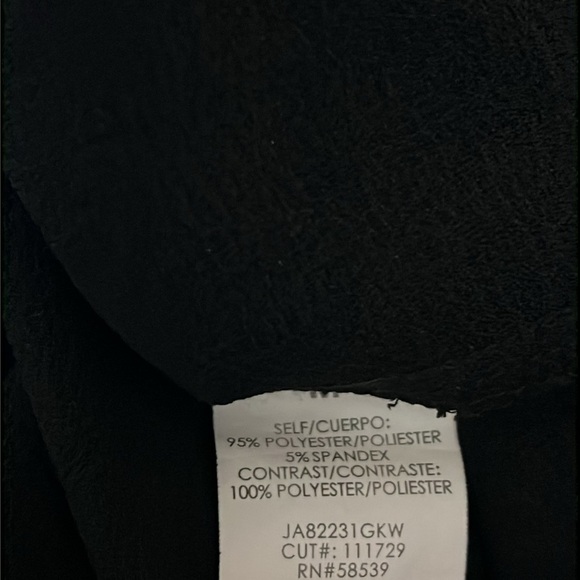 SELF/CUERPO:
95% POLYESTER/POLIESTER
5% SPANDEX
CONTRAST/CONTRASTE:
100% POLYESTER/POLIESTER
JA82231GKW
CUT#: 111729
RN#58539